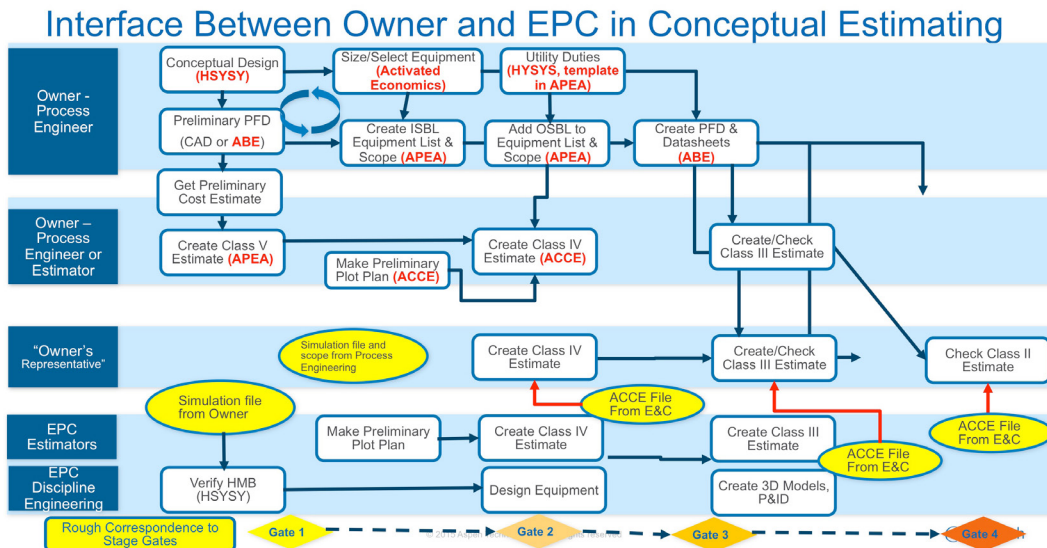 Interface Between Owner and EPC in Conceptual Estimating
Owner -
Process
Engineer
Conceptual Design
(HSYSY)
Size/Select Equipment
(Activated
Economics)
Utility Duties
(HYSYS, template
in APEA)
Preliminary PFD
(CAD or ABE)
Create ISBL
Equipment List &
Scope (APEA)
Add OSBL to
Equipment List &
Scope (APEA)
Create PFD &
Datasheets
(ABE)
Get Preliminary
Cost Estimate
Owner –
Process
Engineer or
Estimator
Create Class V
Estimate (APEA)
Make Preliminary
Plot Plan (ACCE)
Create Class IV
Estimate (ACCE)
Create/Check
Class III Estimate
“Owner's
Representative”
Simulation file and
scope from Process
Engineering
Create Class IV
Estimate
Create/Check
Class III Estimate
Check Class II
Estimate
Simulation file
from Owner
ACCE File
From E&C
ACCE File
From E&C
ACCE File
From E&C
EPC
Estimators
Make Preliminary
Plot Plan
Create Class IV
Estimate
Create Class III
Estimate
EPC
Discipline
Engineering
Verify HMB
(HSYSY)
Design Equipment
Create 3D Models,
P&ID
Rough Correspondence to
Stage Gates
Gate 1
Gate 2
Gate 3
Gate 4
© 2015 Aspen rights reserved